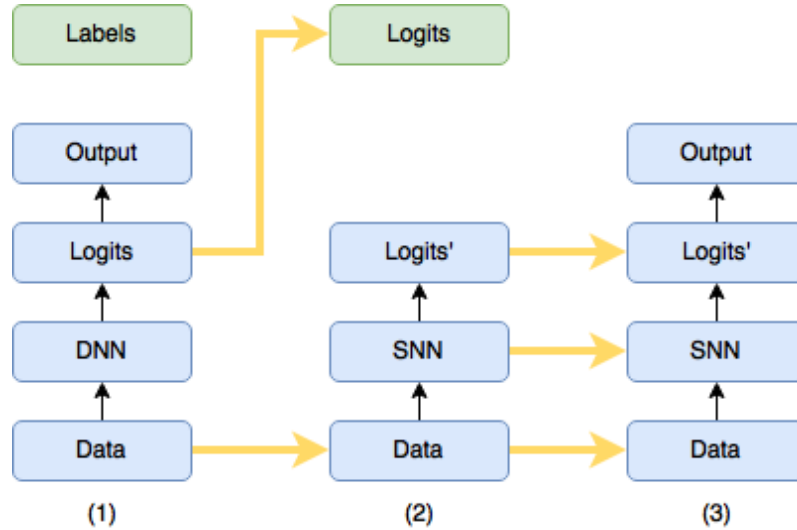 Labels
Logits
Output
Output
Logits
Logits'
Logits'
DNN
SNN
SNN
Data
Data
Data
(1)
(2)
(3)